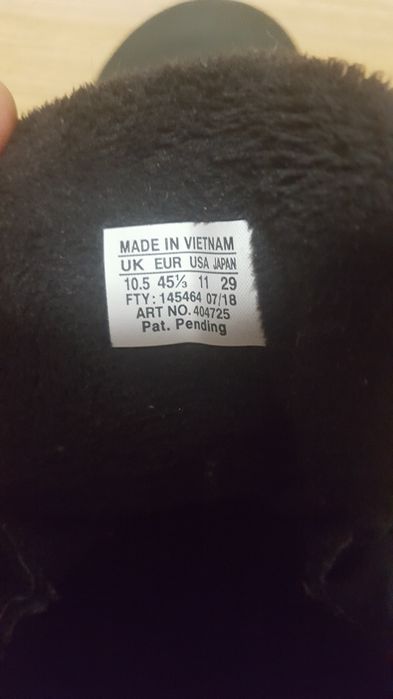 MADE IN VIETNAM
UK EUR USA JAPAN
10.5 45⅓ 11 29
FTY: 145464 07/18
ART NO. 404725
Pat. Pending